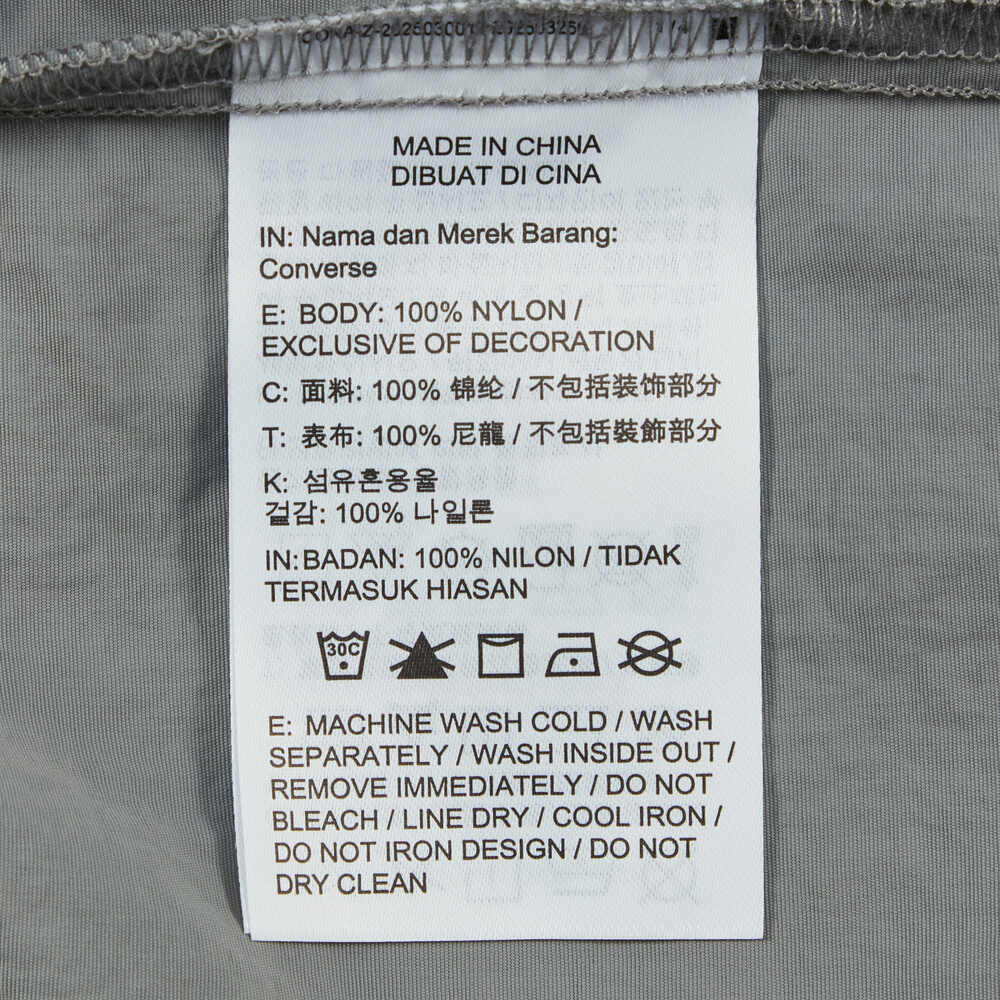 MADE IN CHINA
DIBUAT DI CINA
IN: Nama dan Merek Barang:
Converse
E: BODY: 100% NYLON /
EXCLUSIVE OF DECORATION
C: 面料: 100% 锦纶 / 不包括装饰部分
T: 表布: 100% 尼龍 / 不包括裝飾部分
K: 섬유혼용율
겉감: 100% 나일론
IN: BADAN: 100% NILON / TIDAK
TERMASUK HIASAN
30C
E: MACHINE WASH COLD / WASH
SEPARATELY / WASH INSIDE OUT /
REMOVE IMMEDIATELY / DO NOT
BLEACH / LINE DRY / COOL IRON /
DO NOT IRON DESIGN / DO NOT
DRY CLEAN